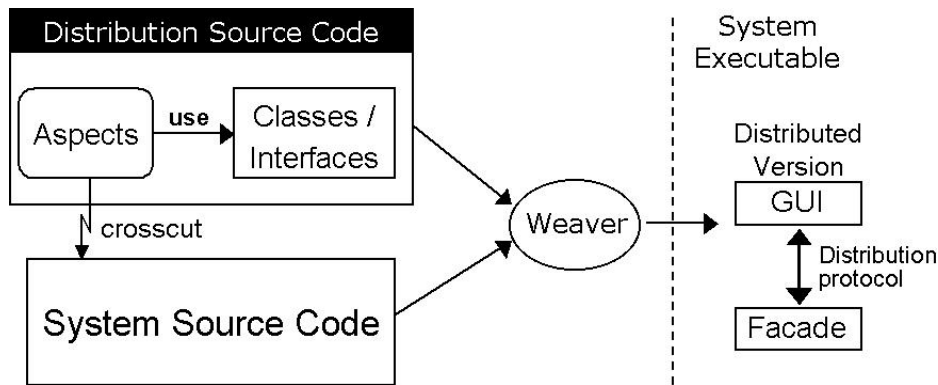 Distribution Source Code
Aspects
use
Classes /
Interfaces
crosscut
System Source Code
Weaver
System
Executable
Distributed
Version
GUI
Distribution
protocol
Facade